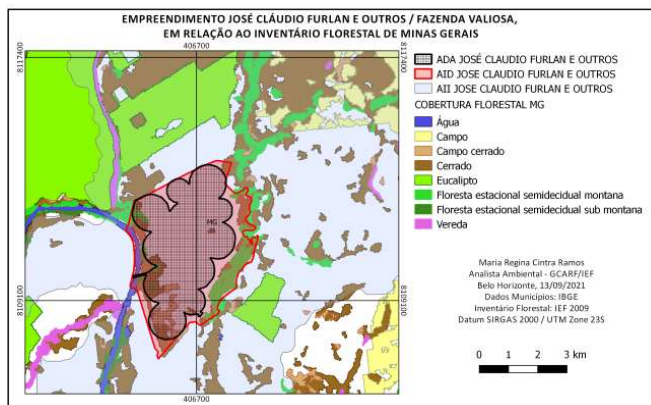 EMPREENDIMENTO JOSÉ CLÁUDIO FURLAN E OUTROS / FAZENDA VALIOSA,
EM RELAÇÃO AO INVENTÁRIO FLORESTAL DE MINAS GERAIS
406700
8117400
8117400
MG
8109100
8109100
406700
ADA JOSÉ CLAUDIO FURLAN E OUTROS
AID JOSE CLAUDIO FURLAN E OUTROS
AII JOSE CLAUDIO FURLAN E OUTROS
COBERTURA FLORESTAL MG
Água
Campo
Campo cerrado
Cerrado
Eucalipto
Floresta estacional semidecidual montana
Floresta estacional semidecidual sub montana
Vereda
Maria Regina Cintra Ramos
Analista Ambiental - GCARF/IEF
Belo Horizonte, 13/09/2021
Dados Municípios: IBGE
Inventário Florestal: IEF 2009
Datum SIRGAS 2000 / UTM Zone 23S
0 1 2 3 km